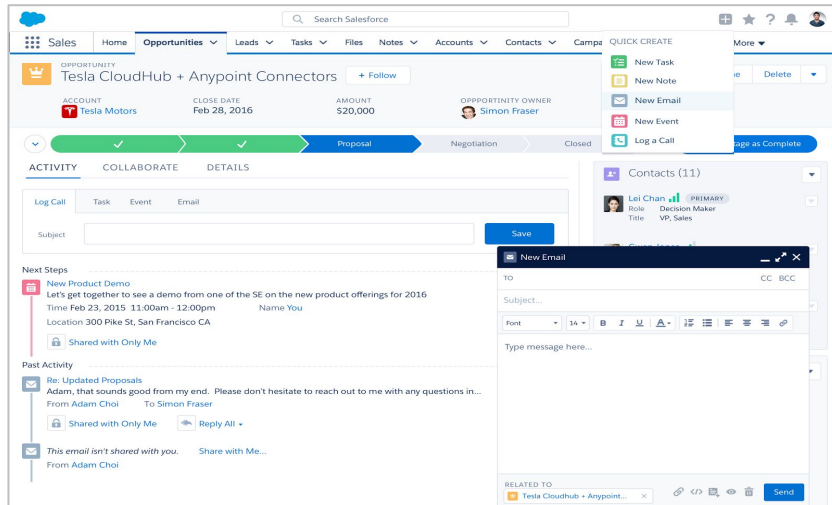 Search Salesforce
Sales Home Opportunities Leads Tasks Files Notes Accounts Contacts Campa More
QUICK CREATE
New Task
New Note
New Email
New Event
Log a Call
OPPORTUNITY
Tesla CloudHub + Anypoint Connectors
+ Follow
Delete
ACCOUNT
Tesla Motors
CLOSE DATE
Feb 28, 2016
AMOUNT
$20,000
OPPPORTINITY OWNER
Simon Fraser
Proposal Negotiation Closed tage as Complete
ACTIVITY COLLABORATE DETAILS
Log Call Task Event Email
Subject
Save
Next Steps
New Product Demo
Let's get together to see a demo from one of the SE on the new product offerings for 2016
Time Feb 23, 2015 11:00am - 12:00pm Name You
Location 300 Pike St, San Francisco CA
Shared with Only Me
Past Activity
Re: Updated Proposals
Adam, that sounds good from my end. Please don't hesitate to reach out to me with any questions in...
From Adam Choi To Simon Fraser
Shared with Only Me Reply All
This email isn't shared with you. Share with Me...
From Adam Choi
Contacts (11)
Lei Chan PRIMARY
Role Decision Maker
Title VP, Sales
New Email
TO CC BCC
Subject...
Font 14 B I U A
Type message here...
RELATED TO
Tesla Cloudhub + Anypoint...
Send